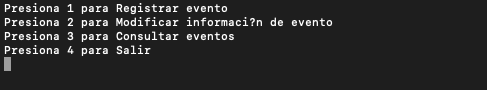 Presiona 1 para Registrar evento
Presiona 2 para Modificar informaci?n de evento
Presiona 3 para Consultar eventos
Presiona 4 para Salir